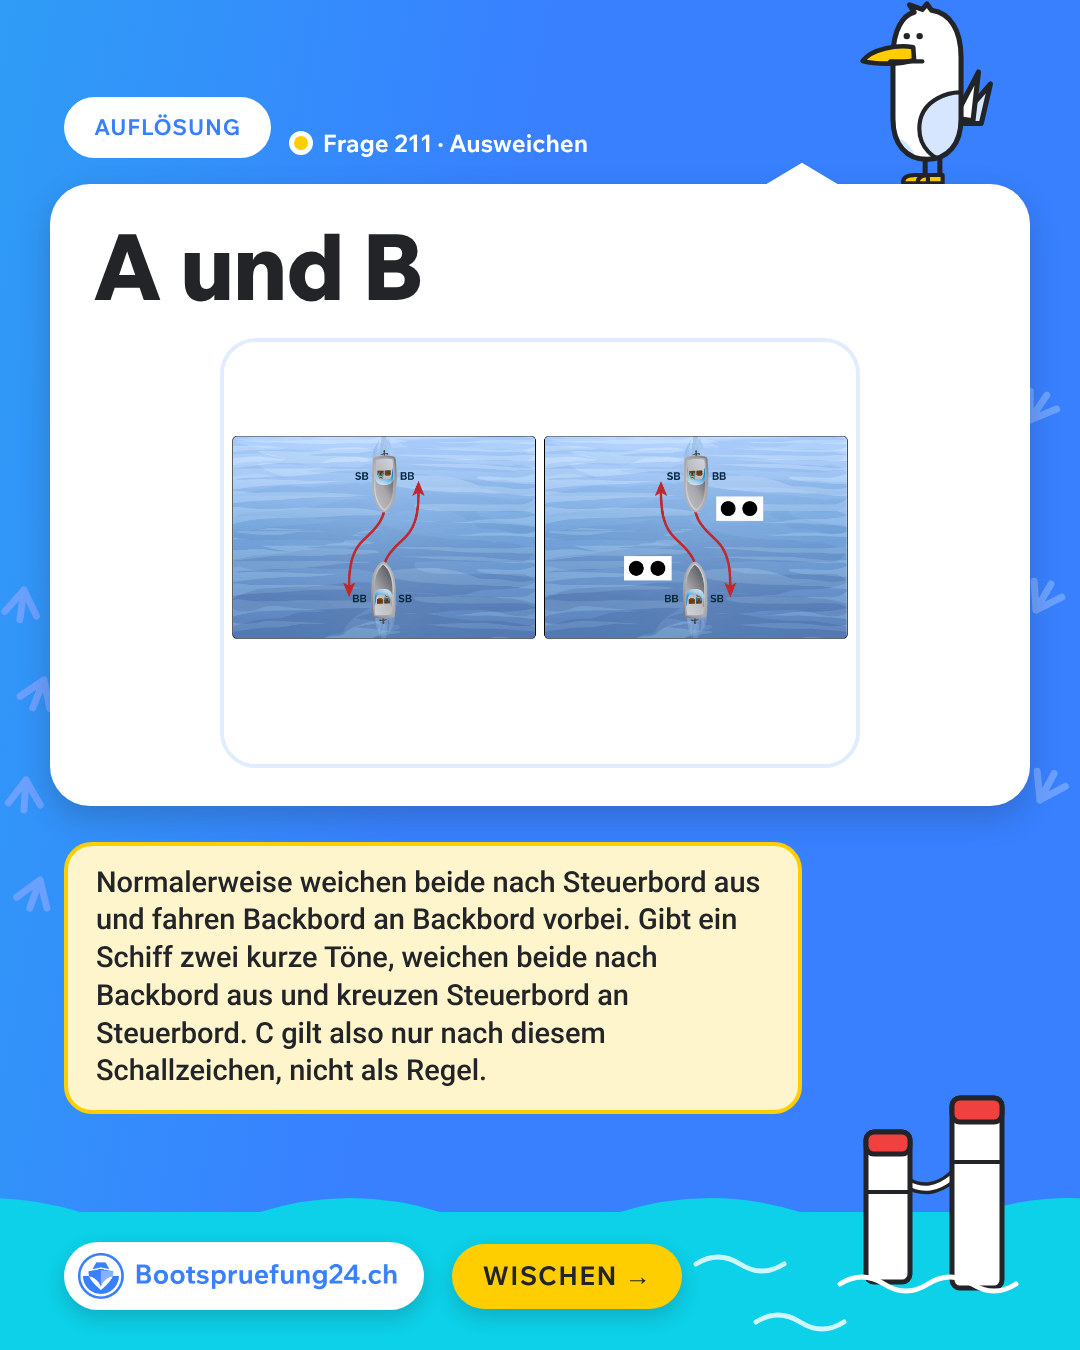 AUFLÖSUNG
Frage 211 · Ausweichen
A und B
SB BB
BB SB
SB BB
BB SB
Normalerweise weichen beide nach Steuerbord aus
und fahren Backbord an Backbord vorbei. Gibt ein
Schiff zwei kurze Töne, weichen beide nach
Backbord aus und kreuzen Steuerbord an
Steuerbord. C gilt also nur nach diesem
Schallzeichen, nicht als Regel.
Bootspruefung24.ch
WISCHEN →